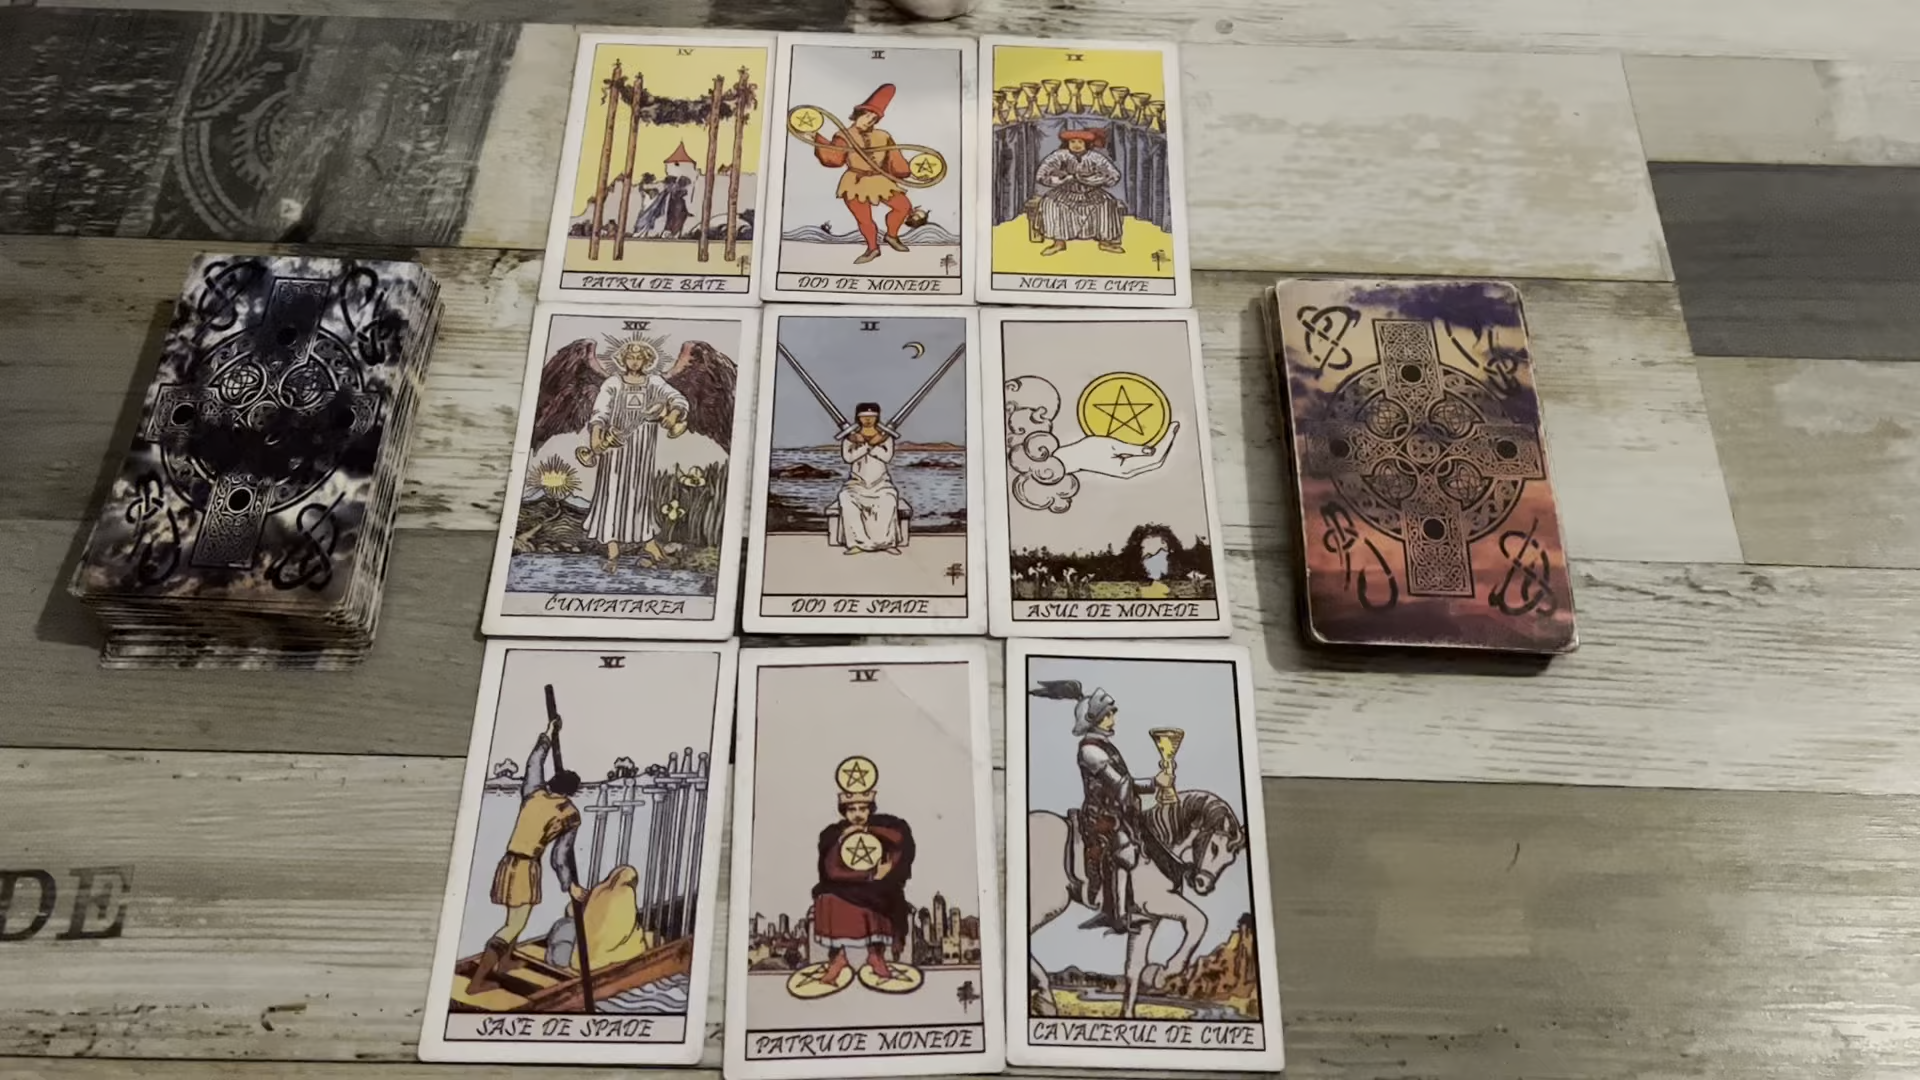 IV
PATRU DE BÂTE
II
DOI DE MONEDE
IX
NOUA DE CUPE
XIV
CUMPATAREA
II
DOI DE SPADE
ASUL DE MONEDE
VI
SASE DE SPADE
IV
PATRU DE MONEDE
CAVALERUL DE CUPE
DE